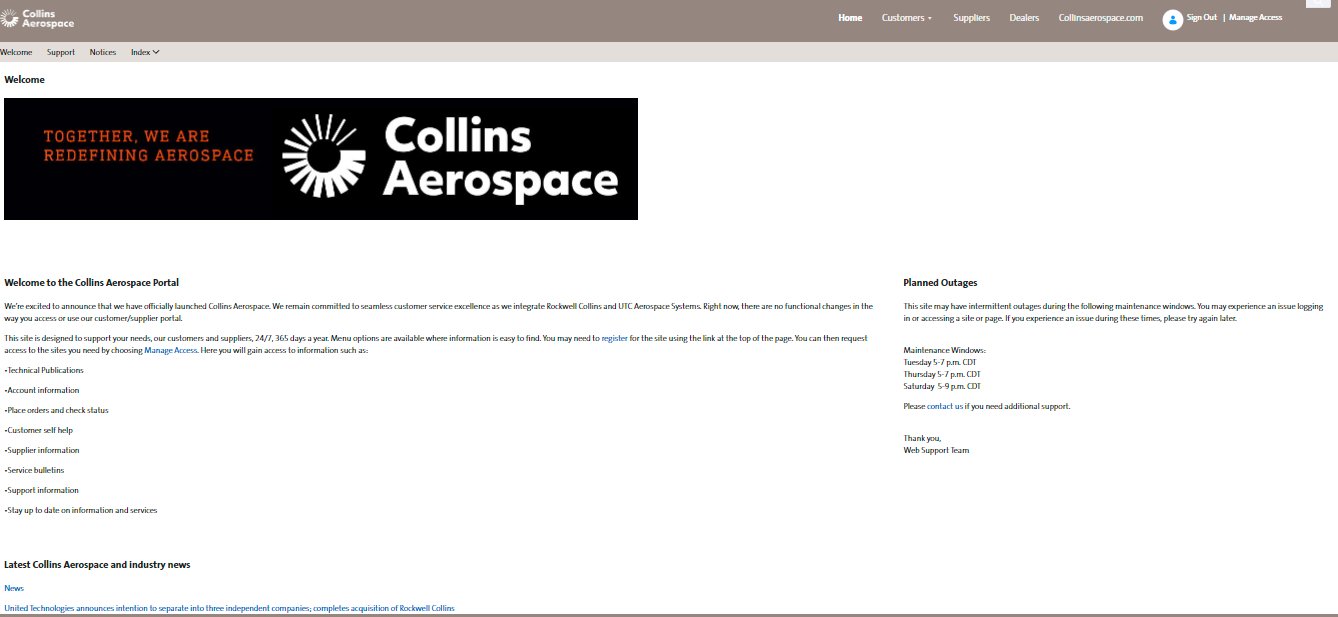 Collins
Aerospace
Home
Customers
Suppliers
Dealers
Collinsaerospace.com
Sign Out | Manage Access
Welcome
Support
Notices
Index
Welcome
TOGETHER, WE ARE
REDEFINING AEROSPACE
Collins
Aerospace
Welcome to the Collins Aerospace Portal
We're excited to announce that we have officially launched Collins Aerospace. We remain committed to seamless customer service excellence as we integrate Rockwell Collins and UTC Aerospace Systems. Right now, there are no functional changes in the
way you access or use our customer/supplier portal.
This site is designed to support your needs, our customers and suppliers, 24/7, 365 days a year. Menu options are available where information is easy to find. You may need to register for the site using the link at the top of the page. You can then request
access to the sites you need by choosing Manage Access. Here you will gain access to information such as:
•Technical Publications
•Account information
•Place orders and check status
•Customer self help
•Supplier information
•Service bulletins
•Support information
•Stay up to date on information and services
Planned Outages
This site may have intermittent outages during the following maintenance windows. You may experience an issue logging
in or accessing a site or page. If you experience an issue during these times, please try again later.
Maintenance Windows:
Tuesday 5-7 p.m. CDT
Thursday 5-7 p.m. CDT
Saturday 5-9 p.m. CDT
Please contact us if you need additional support.
Thank you,
Web Support Team
Latest Collins Aerospace and industry news
News
United Technologies announces intention to separate into three independent companies; completes acquisition of Rockwell Collins